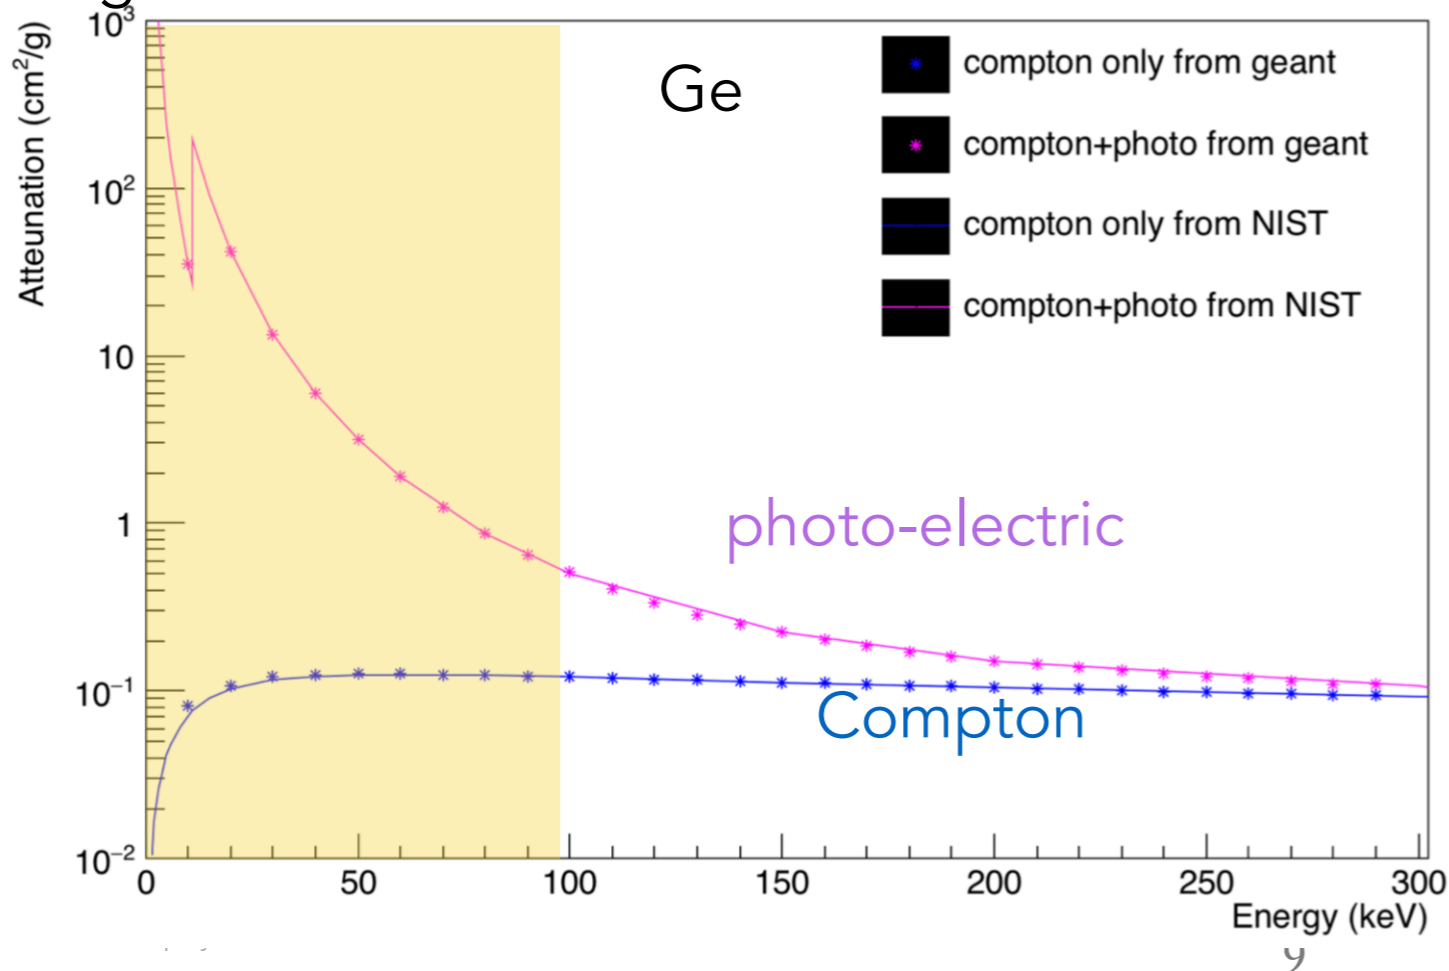 10³
Atteunation (cm²/g)
Ge
compton only from geant
compton+photo from geant
compton only from NIST
compton+photo from NIST
10²
10
1
10⁻¹
10⁻²
photo-electric
Compton
0 50 100 150 200 250 300
Energy (keV)
9